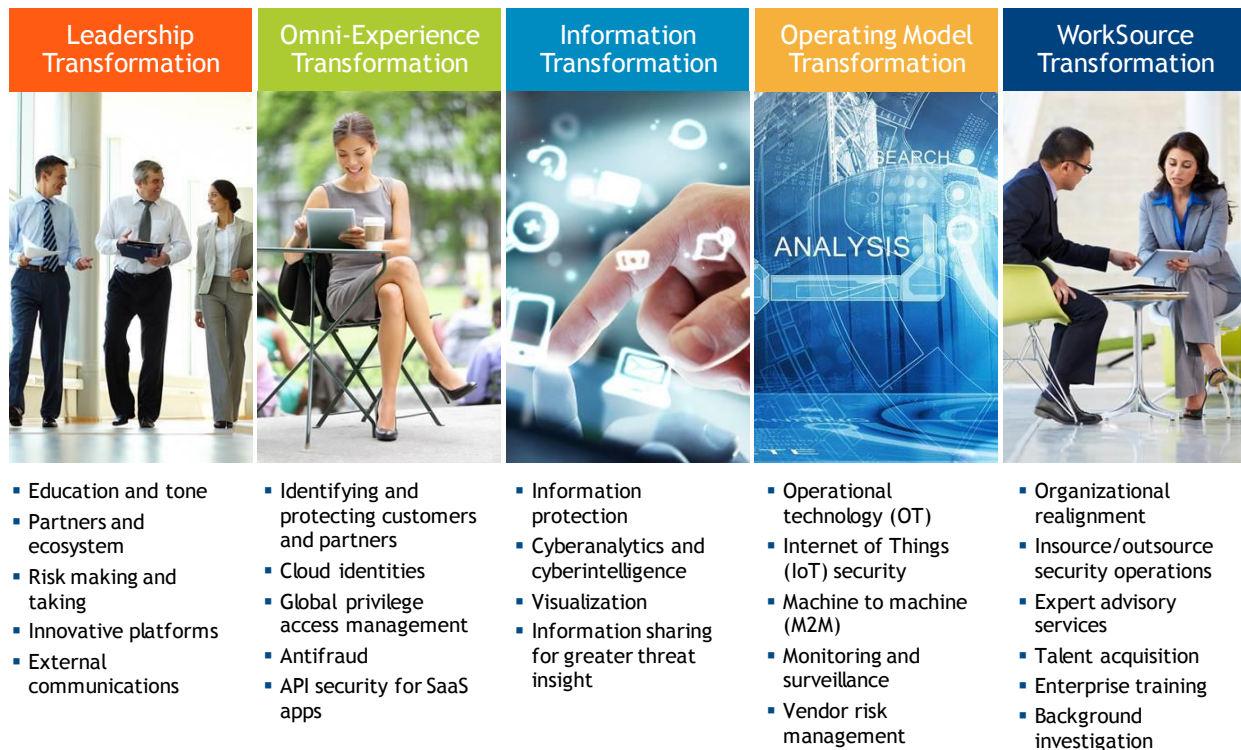 Leadership
Transformation
Omni-Experience
Transformation
Information
Transformation
Operating Model
Transformation
WorkSource
Transformation
SEARCH
ANALYSIS
▪ Education and tone
▪ Partners and
ecosystem
▪ Risk making and
taking
▪ Innovative platforms
▪ External
communications
▪ Identifying and
protecting customers
and partners
▪ Cloud identities
▪ Global privilege
access management
▪ Antifraud
▪ API security for SaaS
apps
▪ Information
protection
▪ Cyberanalytics and
cyberintelligence
▪ Visualization
▪ Information sharing
for greater threat
insight
▪ Operational
technology (OT)
▪ Internet of Things
(IoT) security
▪ Machine to machine
(M2M)
▪ Monitoring and
surveillance
▪ Vendor risk
management
▪ Organizational
realignment
▪ Insource/outsource
security operations
▪ Expert advisory
services
▪ Talent acquisition
▪ Enterprise training
▪ Background
investigation